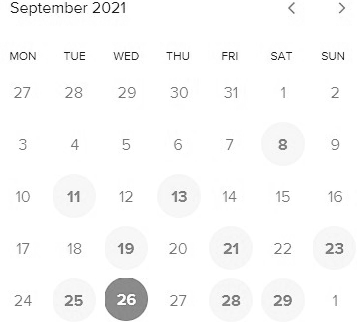 September 2021
MON TUE WED THU FRI SAT SUN
27 28 29 30 31 1 2
3 4 5 6 7 8 9
10 11 12 13 14 15 16
17 18 19 20 21 22 23
24 25 26 27 28 29 1